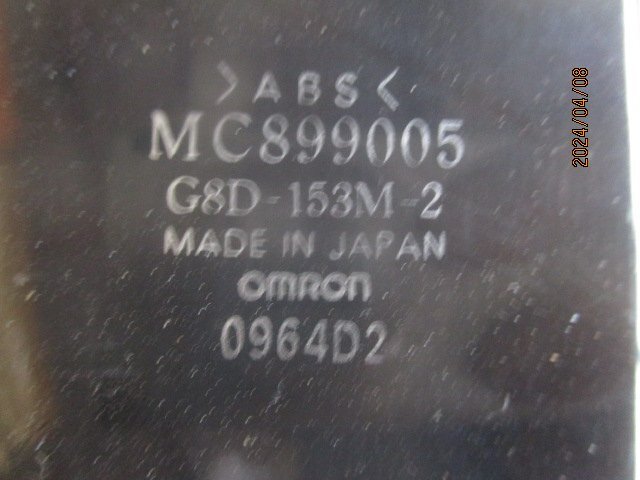 >ABS<
MC899005
G8D-153M-2
MADE IN JAPAN
OMRON
0964D2
2024/04/08